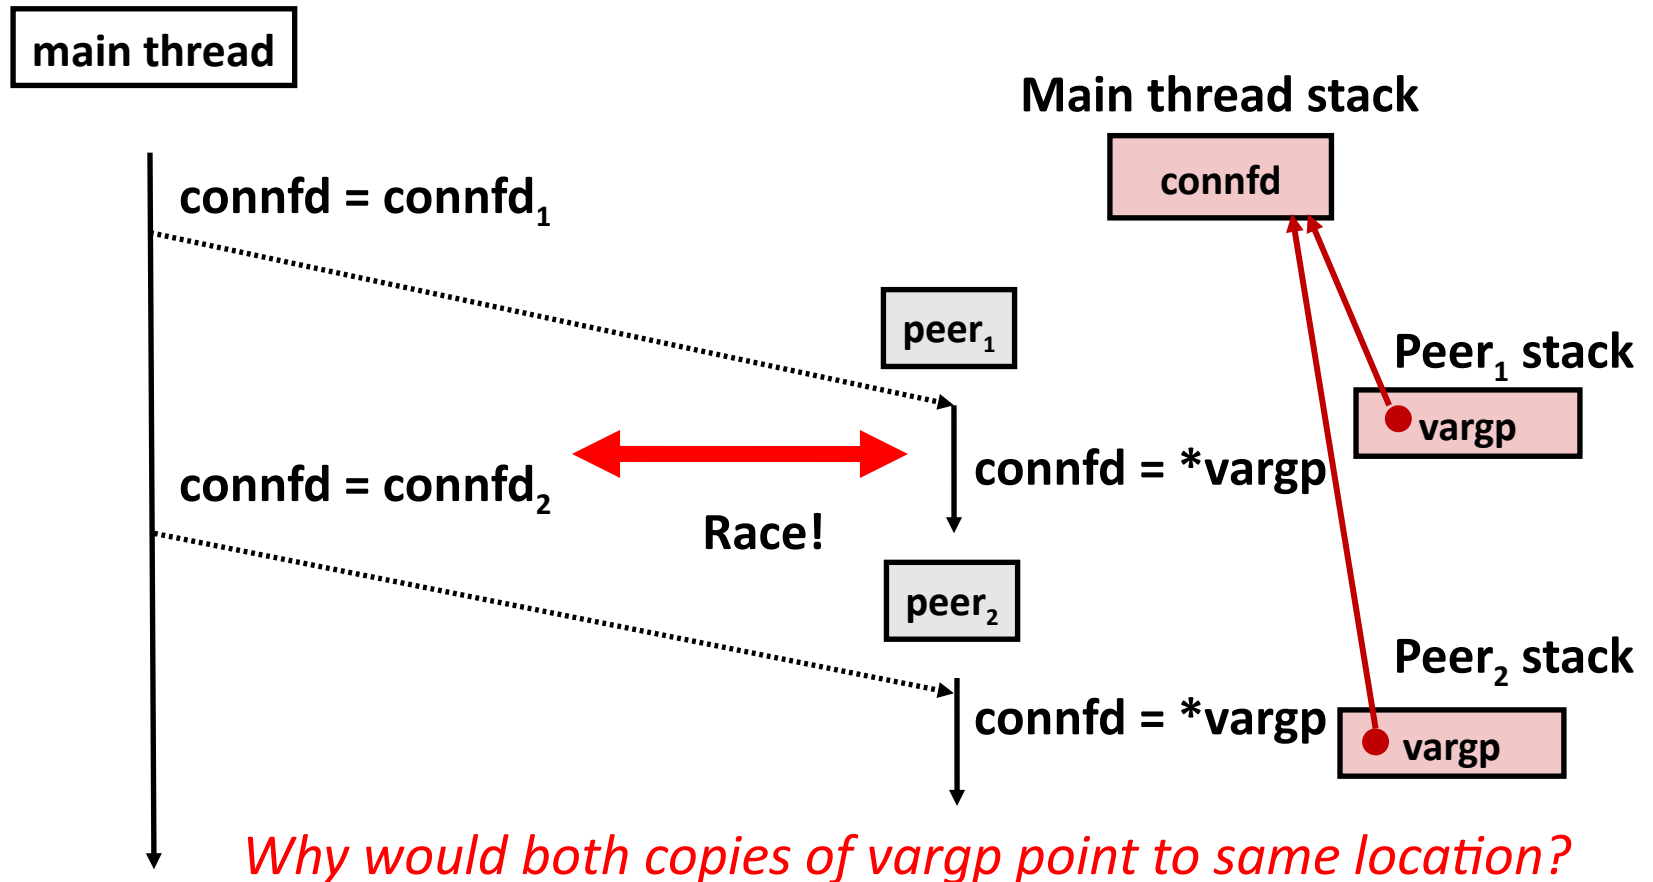 main thread
Main thread stack
connfd
connfd = connfd₁
peer₁
Peer₁ stack
vargp
connfd = connfd₂
connfd = *vargp
Race!
peer₂
Peer₂ stack
connfd = *vargp
vargp
Why would both copies of vargp point to same location?